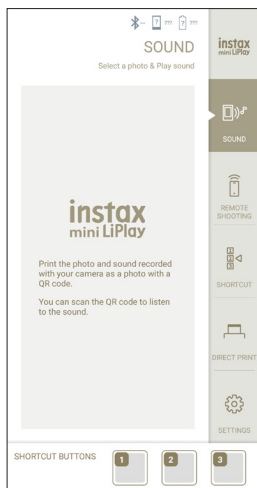 SOUND
Select a photo & Play sound
instax
mini LiPlay
SOUND
REMOTE
SHOOTING
SHORTCUT
DIRECT PRINT
SETTINGS
instax
mini LiPlay
Print the photo and sound recorded
with your camera as a photo with a
QR code.
You can scan the QR code to listen
to the sound.
SHORTCUT BUTTONS
1
2
3